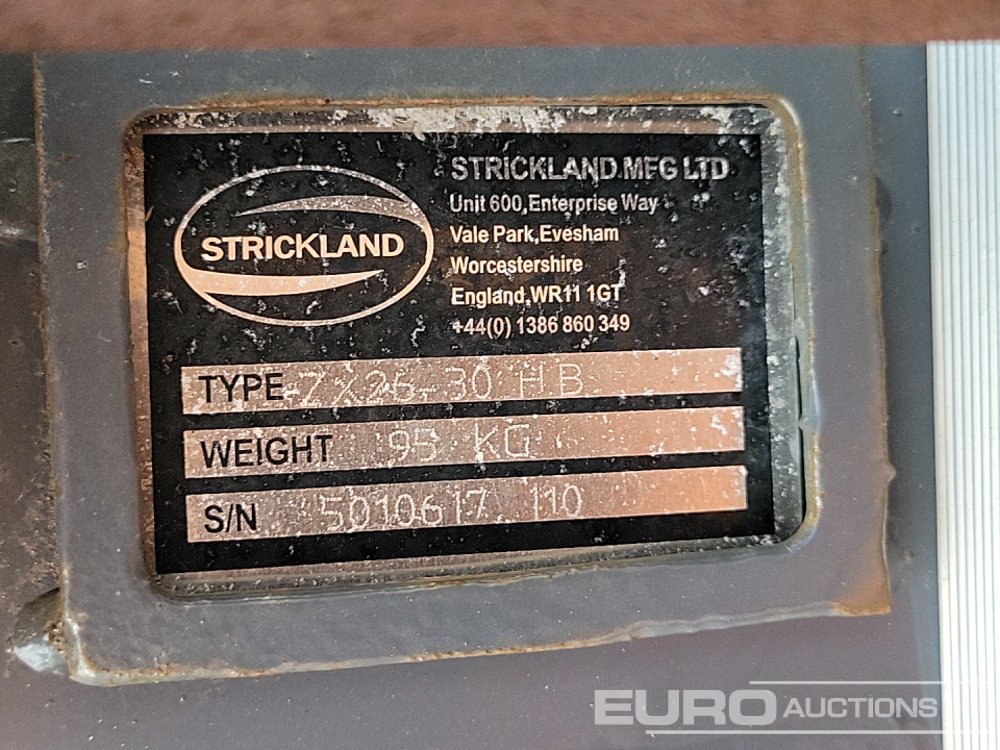 STRICKLAND
STRICKLAND MFG LTD
Unit 600,Enterprise Way
Vale Park,Evesham
Worcestershire
England,WR11 1GT
+44(0) 1386 860 349
TYPE ZX26-30 HB
WEIGHT 95 KG
S/N 5010617 110
EURO AUCTIONS